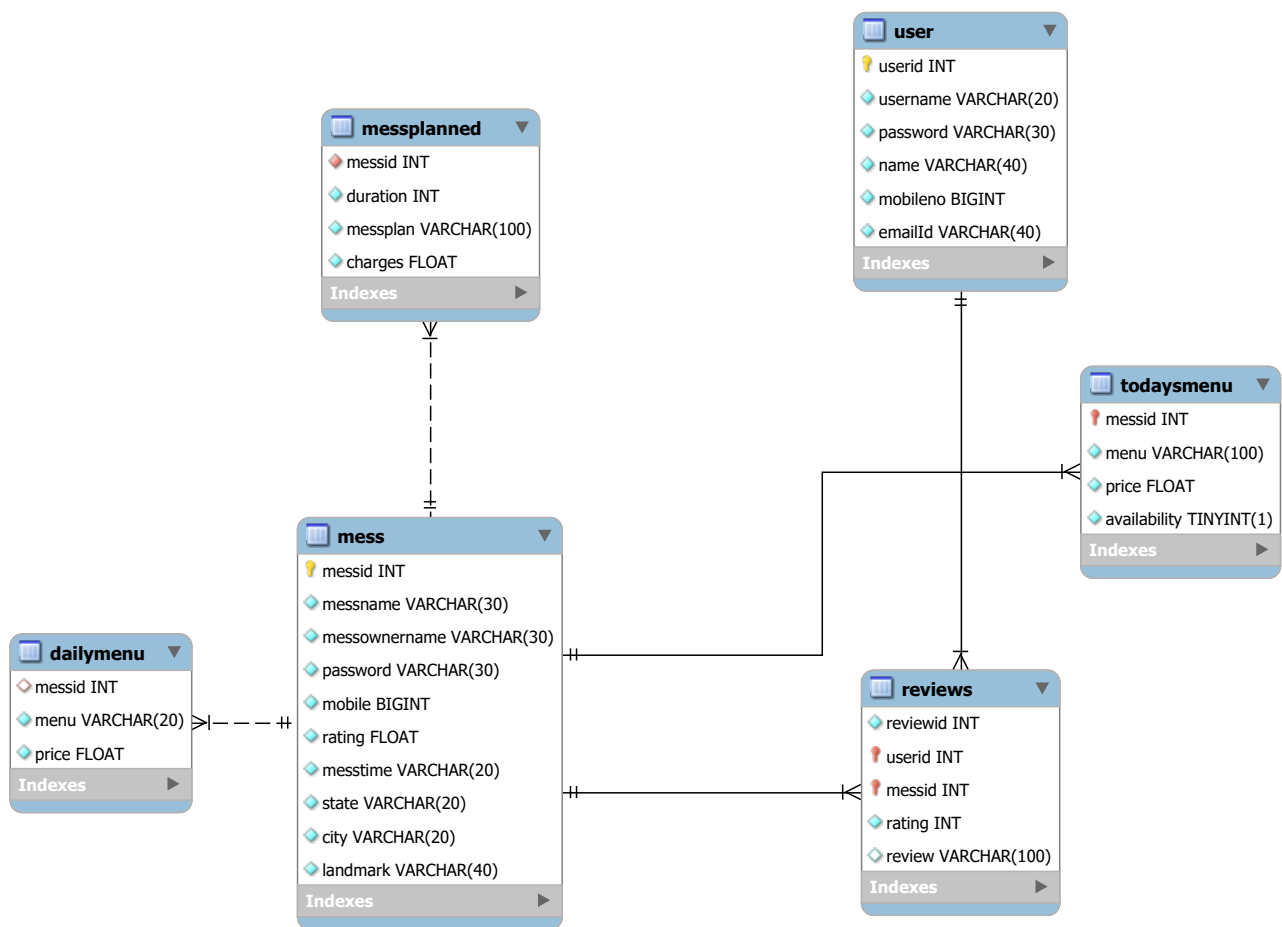 user
userid INT
username VARCHAR(20)
password VARCHAR(30)
name VARCHAR(40)
mobileno BIGINT
emailId VARCHAR(40)
Indexes
messplanned
messid INT
duration INT
messplan VARCHAR(100)
charges FLOAT
Indexes
todaysmenu
messid INT
menu VARCHAR(100)
price FLOAT
availability TINYINT(1)
Indexes
mess
messid INT
messname VARCHAR(30)
messownername VARCHAR(30)
password VARCHAR(30)
mobile BIGINT
rating FLOAT
messtime VARCHAR(20)
state VARCHAR(20)
city VARCHAR(20)
landmark VARCHAR(40)
Indexes
dailymenu
messid INT
menu VARCHAR(20)
price FLOAT
Indexes
reviews
reviewid INT
userid INT
messid INT
rating INT
review VARCHAR(100)
Indexes